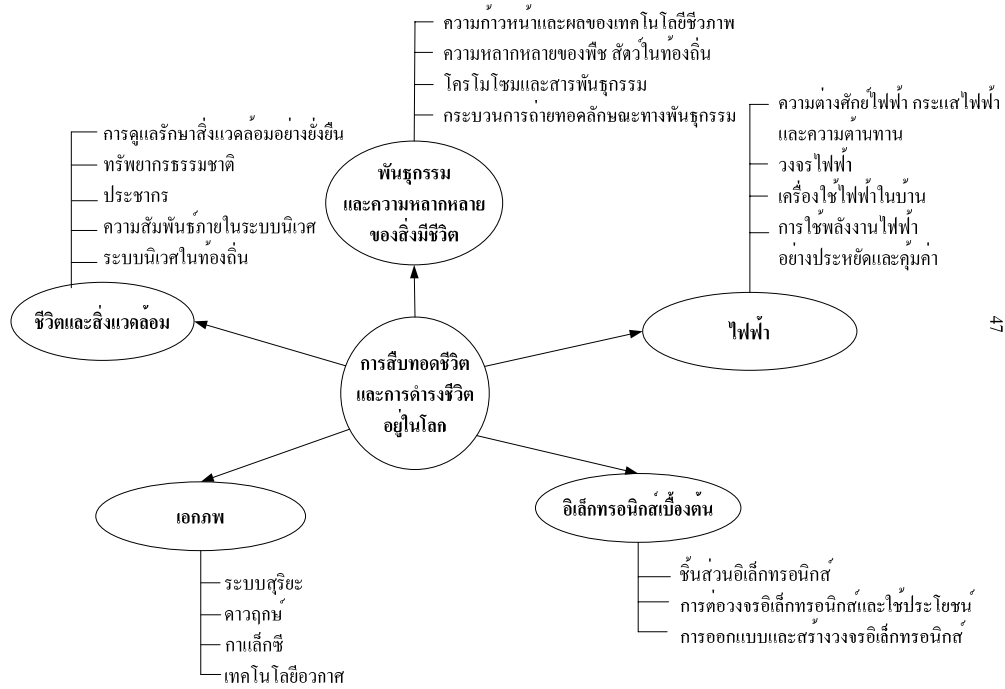 ความก้าวหน้าและผลของเทคโนโลยีชีวภาพ
ความหลากหลายของพืช สัตว์ในท้องถิ่น
โครโมโซมและสารพันธุกรรม
กระบวนการถ่ายทอดลักษณะทางพันธุกรรม
พันธุกรรม
และความหลากหลาย
ของสิ่งมีชีวิต
การดูแลรักษาสิ่งแวดล้อมอย่างยั่งยืน
ทรัพยากรธรรมชาติ
ประชากร
ความสัมพันธ์ภายในระบบนิเวศ
ระบบนิเวศในท้องถิ่น
ชีวิตและสิ่งแวดล้อม
ความต่างศักย์ไฟฟ้า กระแสไฟฟ้า
และความต้านทาน
วงจรไฟฟ้า
เครื่องใช้ไฟฟ้าในบ้าน
การใช้พลังงานไฟฟ้า
อย่างประหยัดและคุ้มค่า
ไฟฟ้า
47
การสืบทอดชีวิต
และการดำรงชีวิต
อยู่ในโลก
เอกภพ
ระบบสุริยะ
ดาวฤกษ์
กาแล็กซี
เทคโนโลยีอวกาศ
อิเล็กทรอนิกส์เบื้องต้น
ชิ้นส่วนอิเล็กทรอนิกส์
การต่อวงจรอิเล็กทรอนิกส์และใช้ประโยชน์
การออกแบบและสร้างวงจรอิเล็กทรอนิกส์